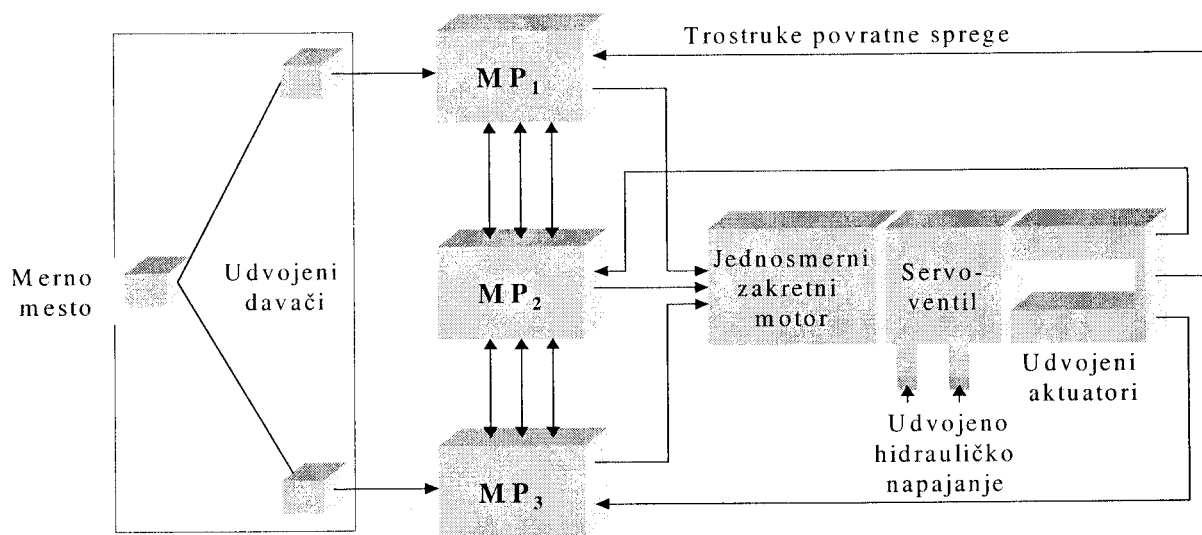 Trostruke povratne sprege
MP₁
Merno
mesto
Udvojeni
davači
MP₂
Jednosmerni
zakretni
motor
Servo-
ventil
Udvojeni
aktuatori
Udvojeno
hidrauličko
napajanje
MP₃